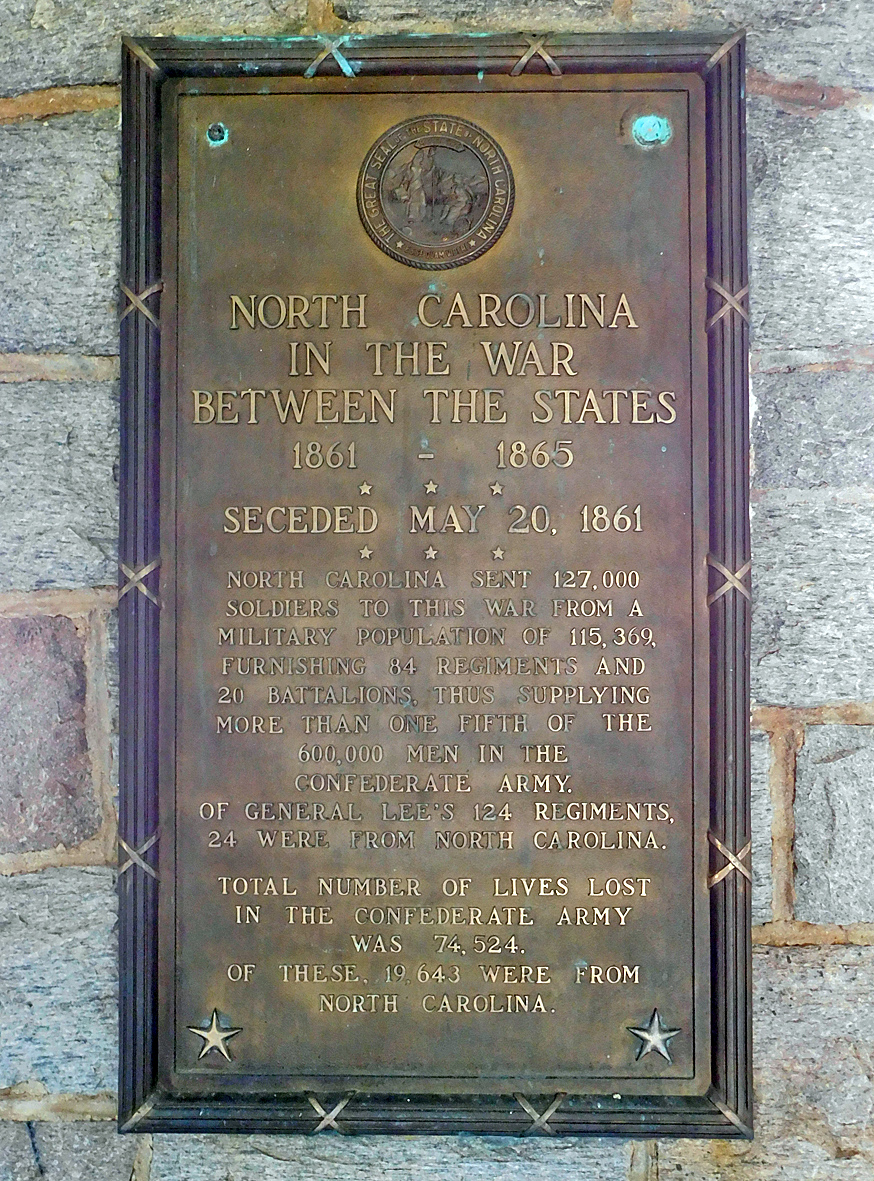 THE GREAT SEAL OF THE STATE OF NORTH CAROLINA
NORTH CAROLINA
IN THE WAR
BETWEEN THE STATES
1861 – 1865
SECEDED MAY 20, 1861
NORTH CAROLINA SENT 127,000
SOLDIERS TO THIS WAR FROM A
MILITARY POPULATION OF 115,369,
FURNISHING 84 REGIMENTS AND
20 BATTALIONS, THUS SUPPLYING
MORE THAN ONE FIFTH OF THE
600,000 MEN IN THE
CONFEDERATE ARMY.
OF GENERAL LEE'S 124 REGIMENTS,
24 WERE FROM NORTH CAROLINA.
TOTAL NUMBER OF LIVES LOST
IN THE CONFEDERATE ARMY
WAS 74,524.
OF THESE, 19,643 WERE FROM
NORTH CAROLINA.